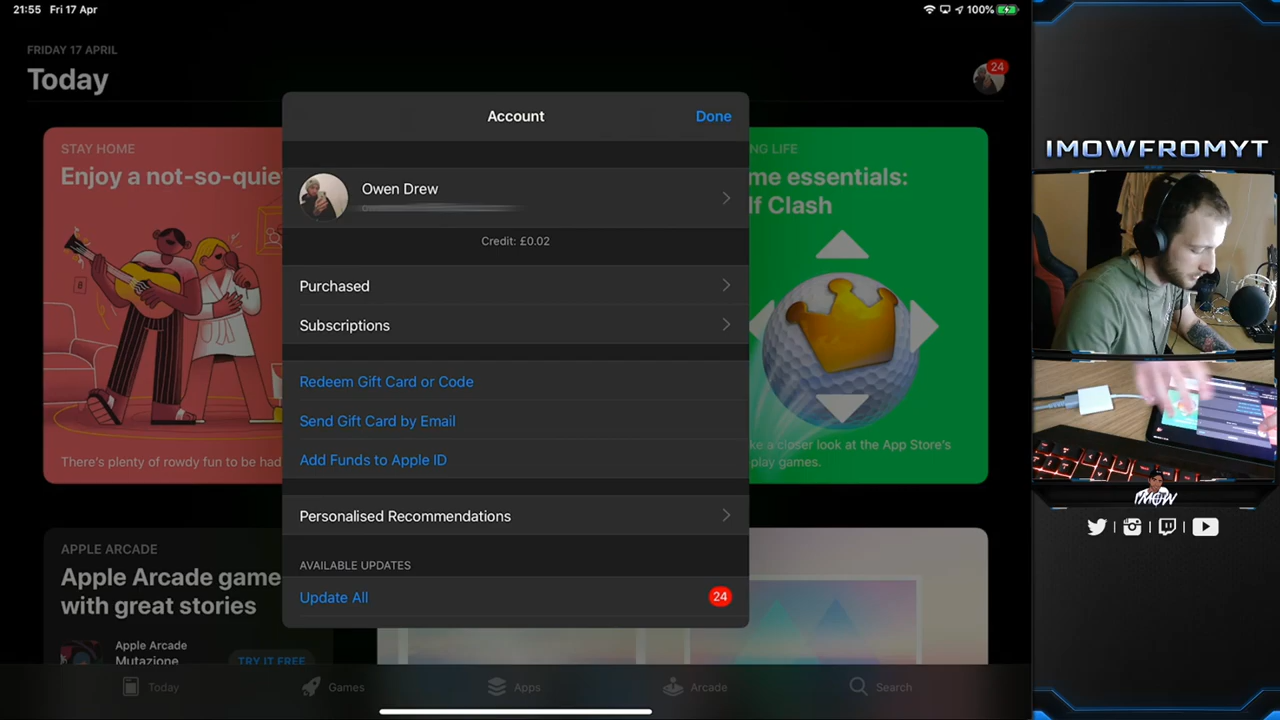 21:55 Fri 17 Apr
100%
FRIDAY 17 APRIL
Today
24
STAY HOME
Enjoy a not-so-quie
There's plenty of rowdy fun to be had
Account
Done
Owen Drew
Credit: £0.02
Purchased
Subscriptions
Redeem Gift Card or Code
Send Gift Card by Email
Add Funds to Apple ID
Personalised Recommendations
AVAILABLE UPDATES
Update All
24
NG LIFE
me essentials:
lf Clash
ke a closer look at the App Store's
play games.
APPLE ARCADE
Apple Arcade game
with great stories
Apple Arcade
Mutazione
TRY IT FREE
Today
Games
Apps
Arcade
Search
IMOWFROMYT
IMOW